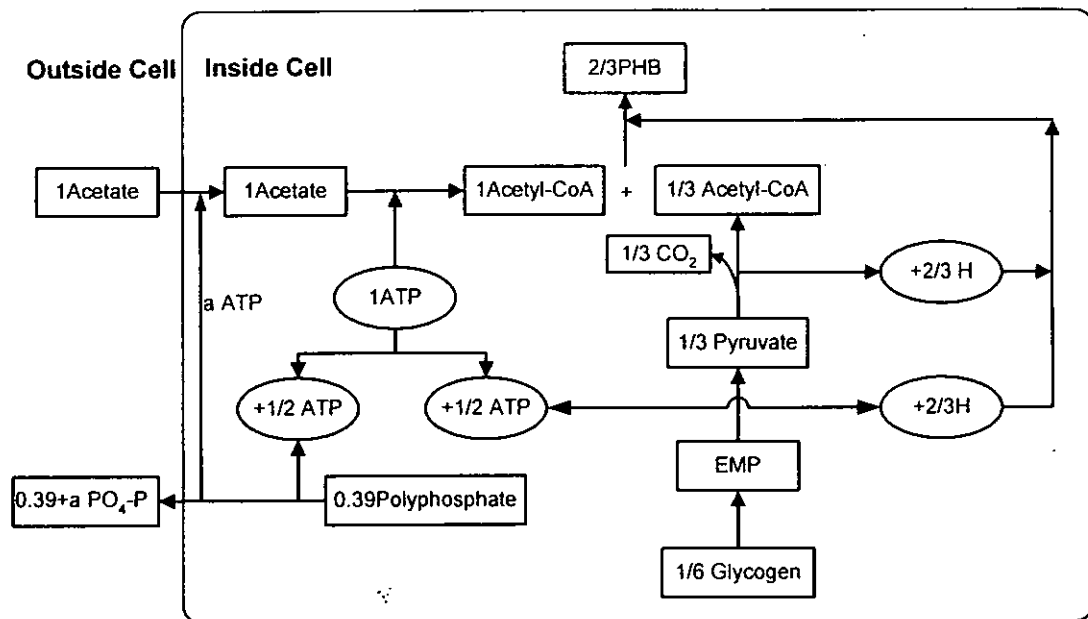 Outside Cell
Inside Cell
2/3PHB
1Acetate
1Acetate
1Acetyl-CoA
+
1/3 Acetyl-CoA
1/3 CO₂
+2/3 H
1ATP
a ATP
1/3 Pyruvate
+1/2 ATP
+1/2 ATP
+2/3H
EMP
0.39+a PO₄-P
0.39Polyphosphate
1/6 Glycogen